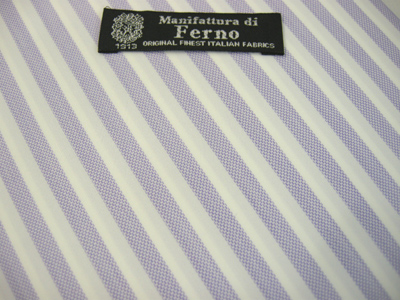 Manifattura di
Ferno
1913
ORIGINAL FINEST ITALIAN FABRICS